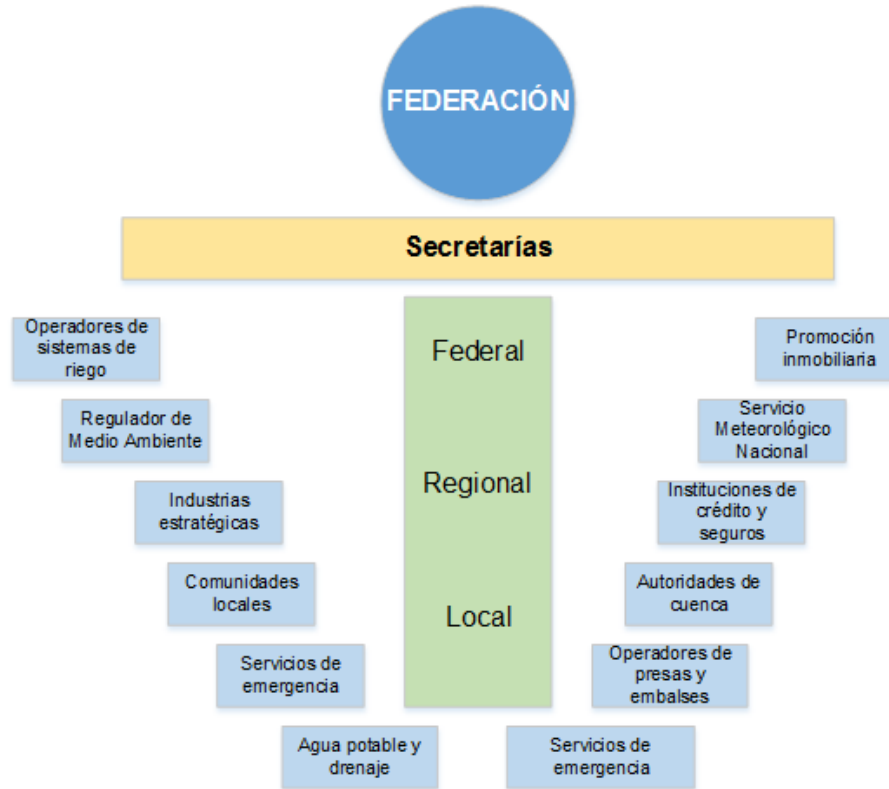 FEDERACIÓN
Secretarías
Federal
Regional
Local
Operadores de
sistemas de
riego
Regulador de
Medio Ambiente
Industrias
estratégicas
Comunidades
locales
Servicios de
emergencia
Agua potable y
drenaje
Promoción
inmobiliaria
Servicio
Meteorológico
Nacional
Instituciones de
crédito y
seguros
Autoridades de
cuenca
Operadores de
presas y
embalses
Servicios de
emergencia